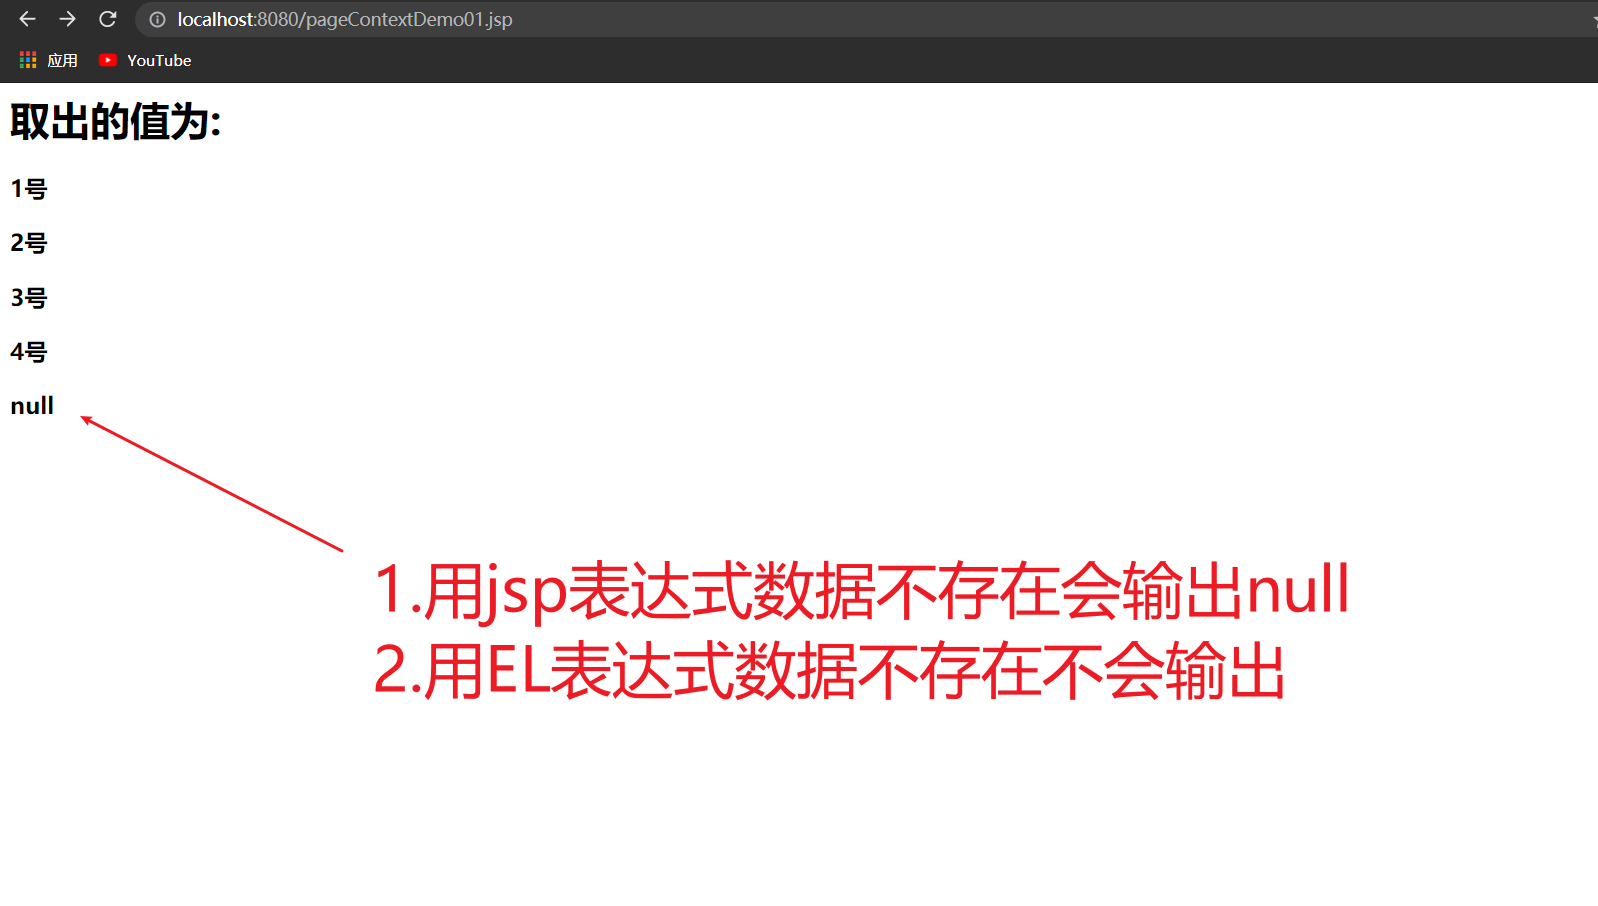 localhost:8080/pageContextDemo01.jsp
应用 YouTube
取出的值为:
1号
2号
3号
4号
null
1.用jsp表达式数据不存在会输出null
2.用EL表达式数据不存在不会输出